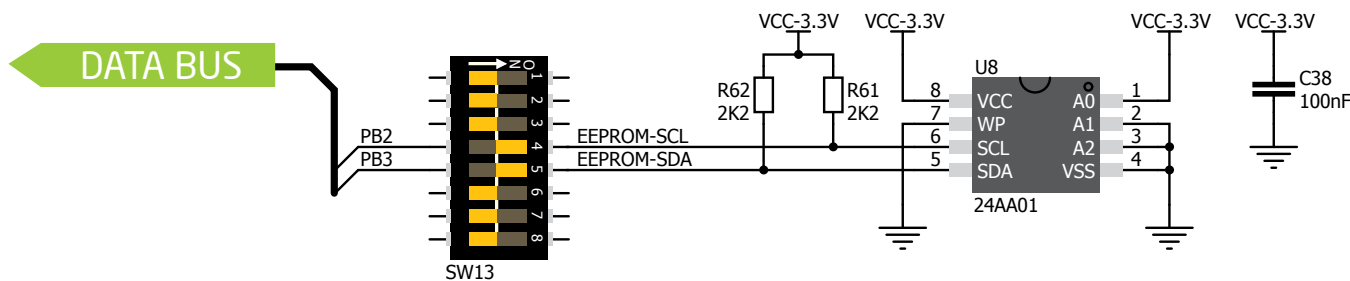 VCC-3.3V VCC-3.3V VCC-3.3V VCC-3.3V
DATA BUS
ON
1
2
3
4
5
6
7
8
PB2
PB3
SW13
EEPROM-SCL
EEPROM-SDA
R62
2K2
R61
2K2
U8
8 VCC A0 1
7 WP A1 2
6 SCL A2 3
5 SDA VSS 4
24AA01
C38
100nF